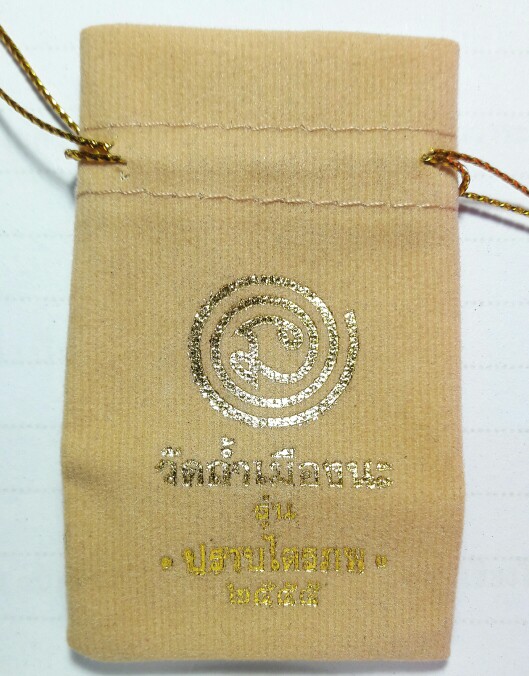 วัดถ้ำเมืองนะ
รุ่น
• ปราบไตรภพ •
๒๕๕๕